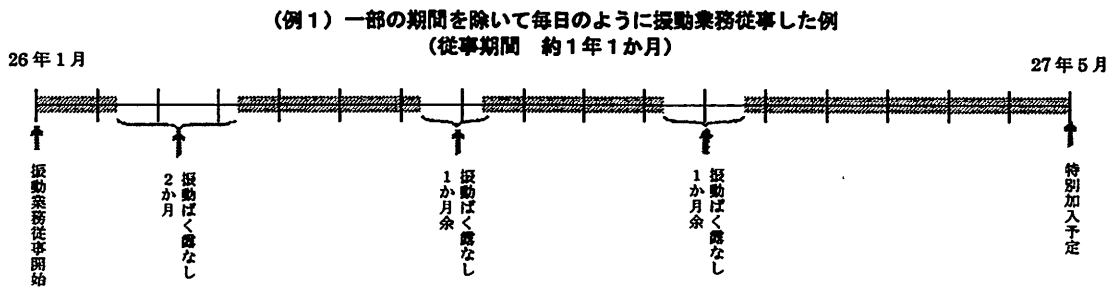 （例１）一部の期間を除いて毎日のように振動業務従事した例
（従事期間　約１年１か月）
26年１月
27年５月
振動業務従事開始
振動ばく露なし
２か月
振動ばく露なし
１か月余
振動ばく露なし
１か月余
特別加入予定